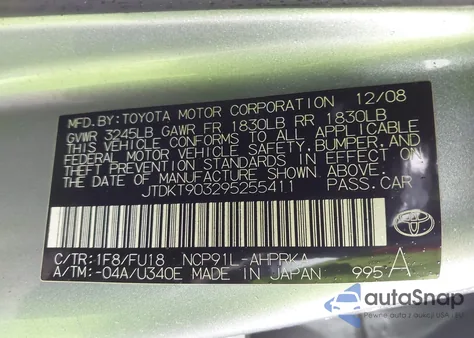 MFD. BY: TOYOTA MOTOR CORPORATION 12/08
GVWR 3245LB GAWR FR 1830LB RR 1830LB
THIS VEHICLE CONFORMS TO ALL APPLICABLE
FEDERAL MOTOR VEHICLE SAFETY, BUMPER, AND
THEFT PREVENTION STANDARDS IN EFFECT ON
THE DATE OF MANUFACTURE SHOWN ABOVE.
JTDKT903295255411 PASS.CAR
C/TR: 1F8/FU18 NCP91L-AHPRKA
A/TM: -04A/U340E MADE IN JAPAN 995 A
autoSnap